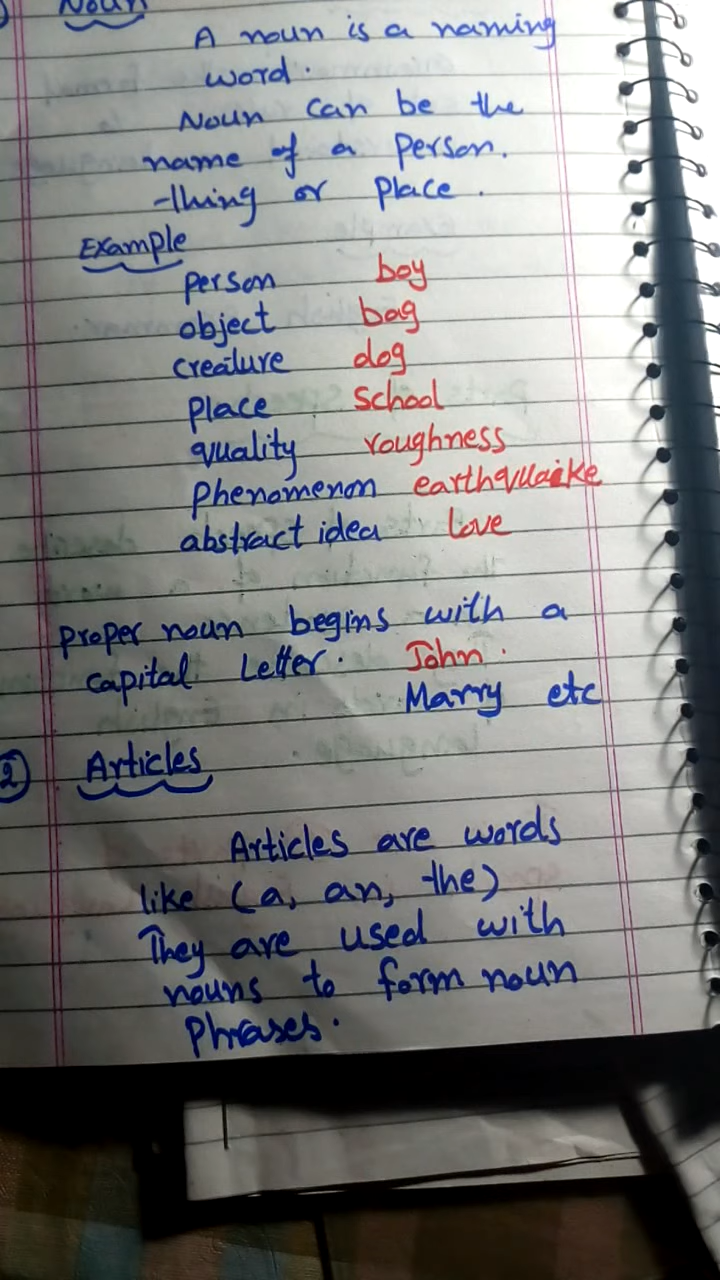 Noun
A noun is a naming
word.
Noun can be the
name of a person.
thing or place.
Example
person boy
object bag
creature dog
place school
quality roughness
phenomenon earthquake
abstract idea love
proper noun begins with a
capital Letter. John.
Marry etc
2 Articles
Articles are words
like (a, an, the)
They are used with
nouns to form noun
phrases.